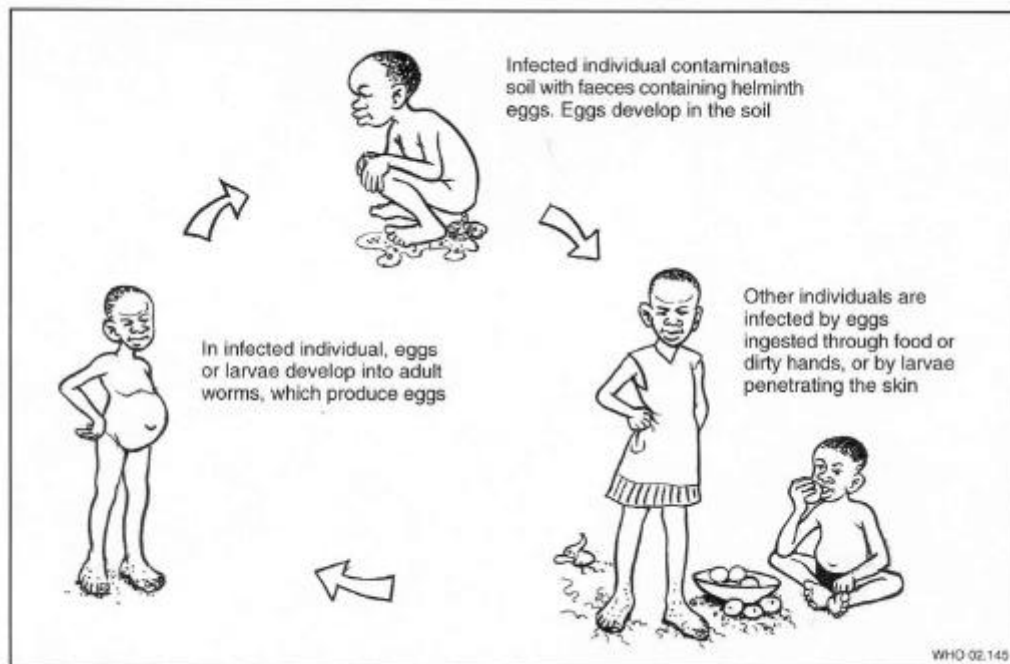 Infected individual contaminates
soil with faeces containing helminth
eggs. Eggs develop in the soil
Other individuals are
infected by eggs
ingested through food or
dirty hands, or by larvae
penetrating the skin
In infected individual, eggs
or larvae develop into adult
worms, which produce eggs
WHO 02.145